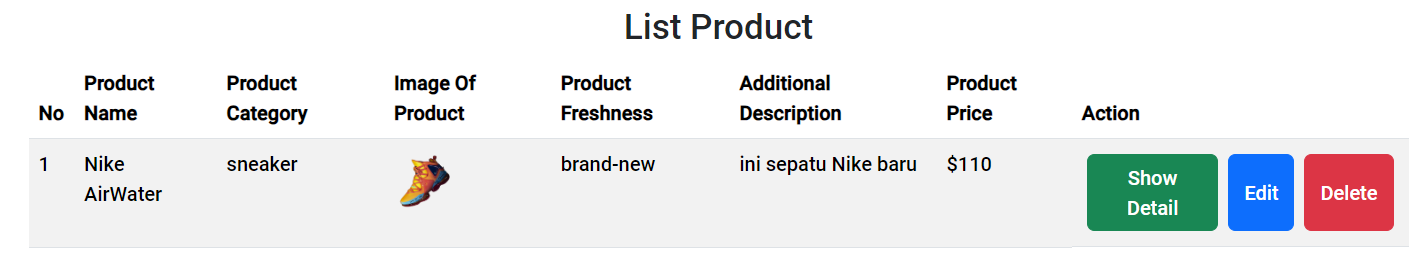 List Product
No
Product Name
Product Category
Image Of Product
Product Freshness
Additional Description
Product Price
Action
1
Nike AirWater
sneaker
brand-new
ini sepatu Nike baru
$110
Show Detail
Edit
Delete